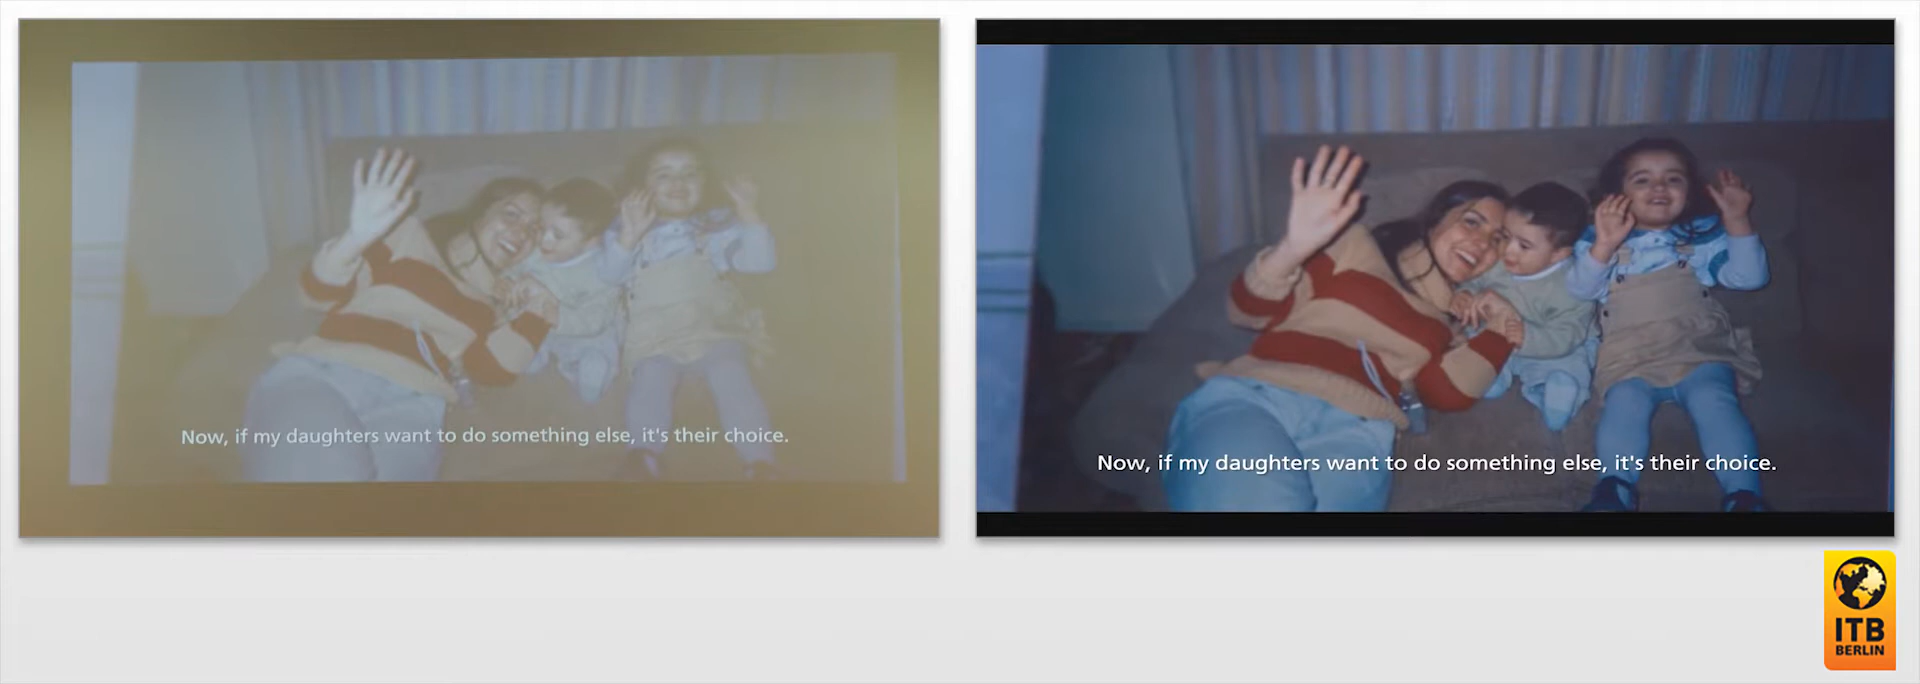 Now, if my daughters want to do something else, it's their choice.
Now, if my daughters want to do something else, it's their choice.
ITB
BERLIN